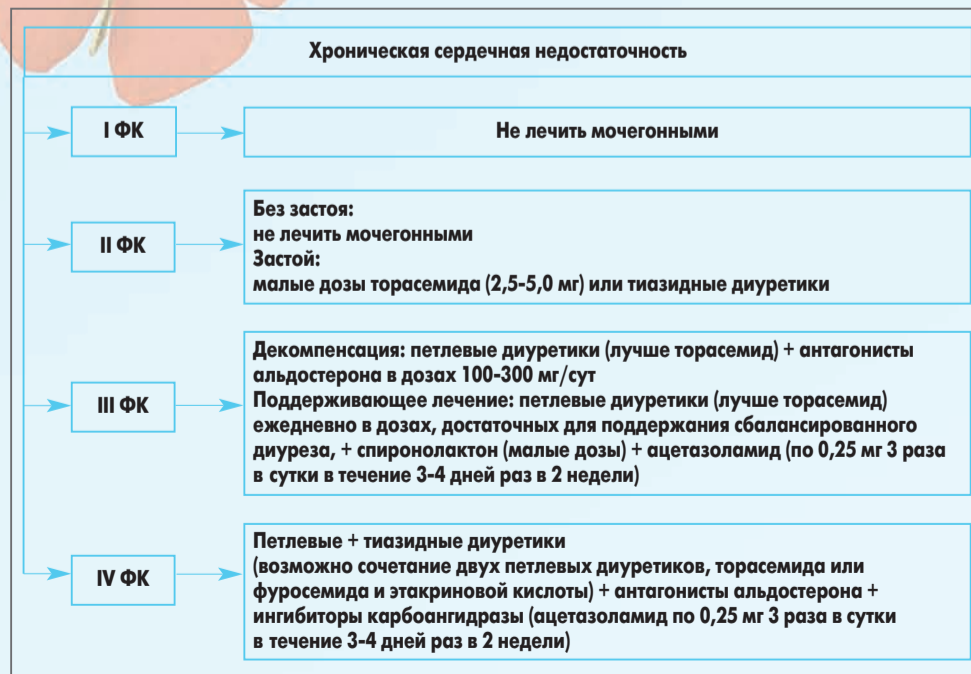 Хроническая сердечная недостаточность
I ФК
Не лечить мочегонными
II ФК
Без застоя:
не лечить мочегонными
Застой:
малые дозы торасемида (2,5-5,0 мг) или тиазидные диуретики
III ФК
Декомпенсация: петлевые диуретики (лучше торасемид) + антагонисты
альдостерона в дозах 100-300 мг/сут
Поддерживающее лечение: петлевые диуретики (лучше торасемид)
ежедневно в дозах, достаточных для поддержания сбалансированного
диуреза, + спиронолактон (малые дозы) + ацетазоламид (по 0,25 мг 3 раза
в сутки в течение 3-4 дней раз в 2 недели)
IV ФК
Петлевые + тиазидные диуретики
(возможно сочетание двух петлевых диуретиков, торасемида или
фуросемида и этакриновой кислоты) + антагонисты альдостерона +
ингибиторы карбоангидразы (ацетазоламид по 0,25 мг 3 раза в сутки
в течение 3-4 дней раз в 2 недели)